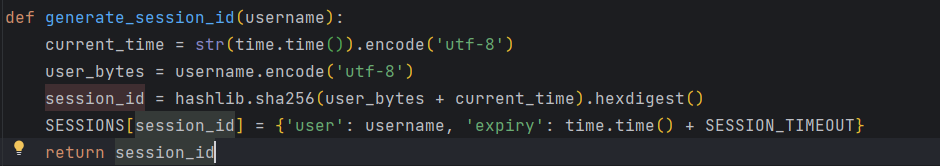 def generate_session_id(username):
    current_time = str(time.time()).encode('utf-8')
    user_bytes = username.encode('utf-8')
    session_id = hashlib.sha256(user_bytes + current_time).hexdigest()
    SESSIONS[session_id] = {'user': username, 'expiry': time.time() + SESSION_TIMEOUT}
    return session_id